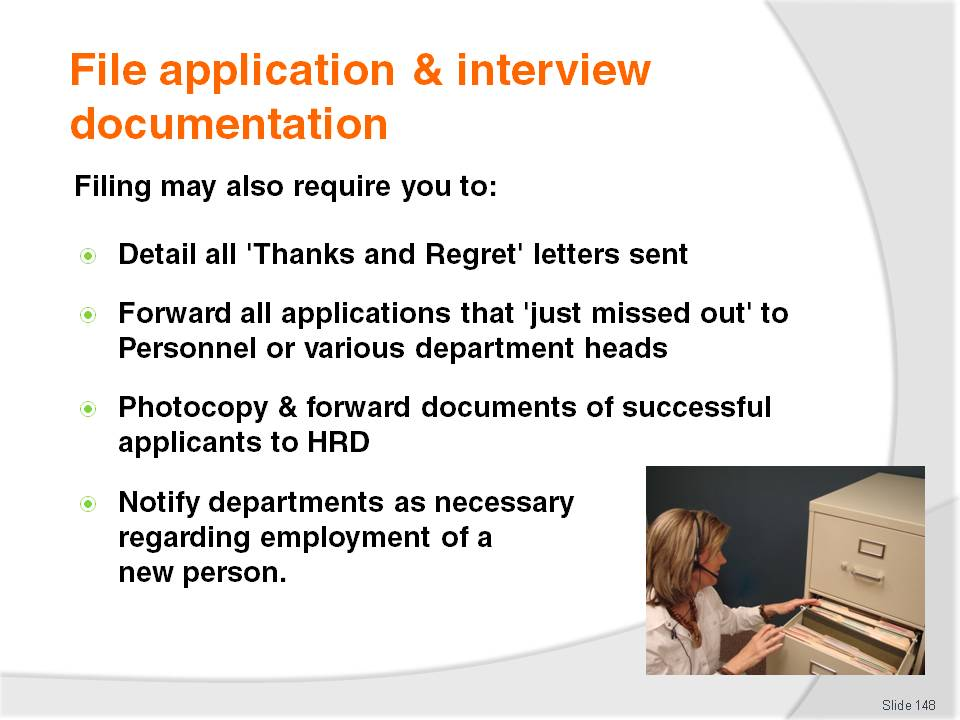 File application & interview
documentation
Filing may also require you to:
Detail all 'Thanks and Regret' letters sent
Forward all applications that 'just missed out' to
Personnel or various department heads
Photocopy & forward documents of successful
applicants to HRD
Notify departments as necessary
regarding employment of a
new person.
Slide 148